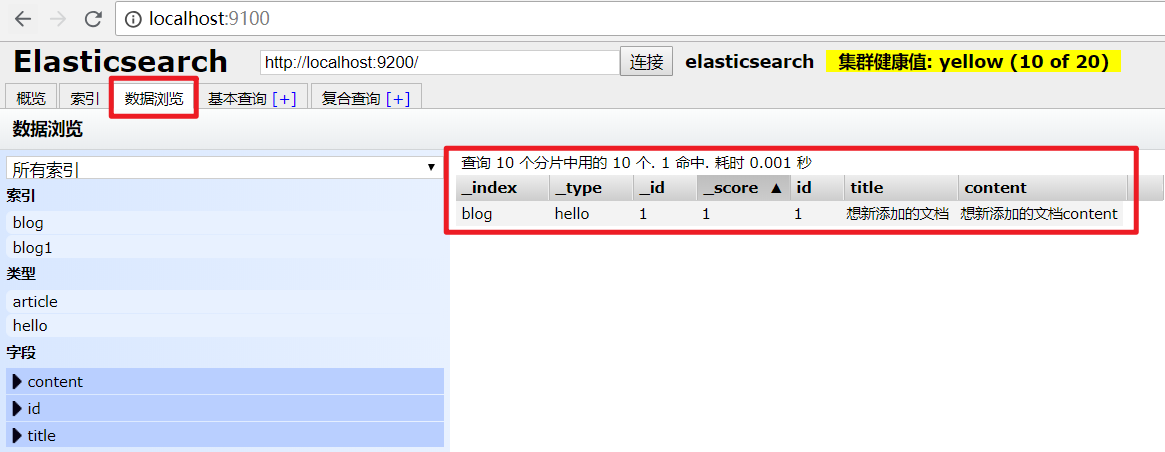 localhost:9100
Elasticsearch http://localhost:9200/ 连接 elasticsearch 集群健康值: yellow (10 of 20)
概览 索引 数据浏览 基本查询 [+] 复合查询 [+]
数据浏览
所有索引
索引
blog
blog1
类型
article
hello
字段
content
id
title
查询 10 个分片中用的 10 个. 1 命中. 耗时 0.001 秒
_index _type _id _score ▲ id title content
blog hello 1 1 1 想新添加的文档 想新添加的文档content